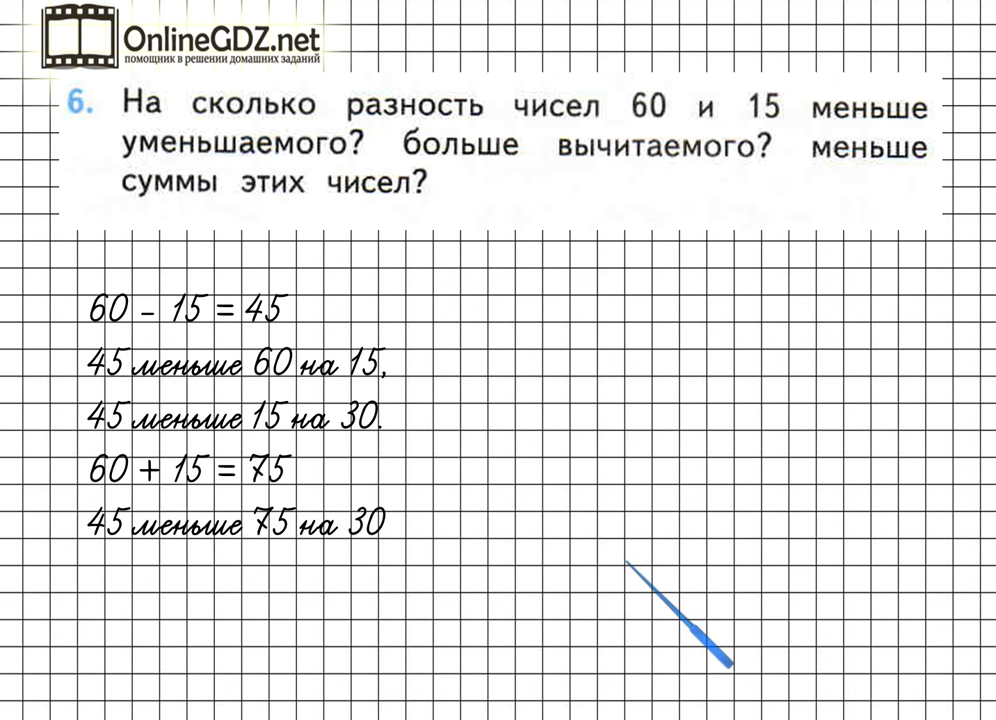 OnlineGDZ.net
помощник в решении домашних заданий
6. На сколько разность чисел 60 и 15 меньше
уменьшаемого? больше вычитаемого? меньше
суммы этих чисел?
60 - 15 = 45
45 меньше 60 на 15,
45 меньше 15 на 30.
60 + 15 = 75
45 меньше 75 на 30